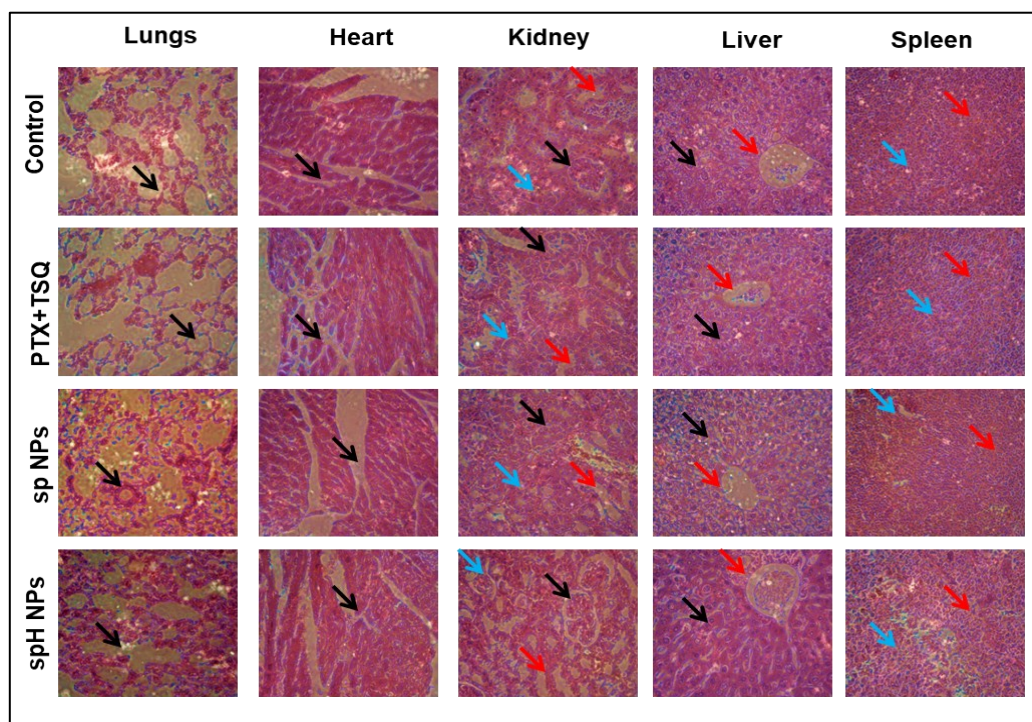 Lungs Heart Kidney Liver Spleen
Control
PTX+TSQ
sp NPs
spH NPs